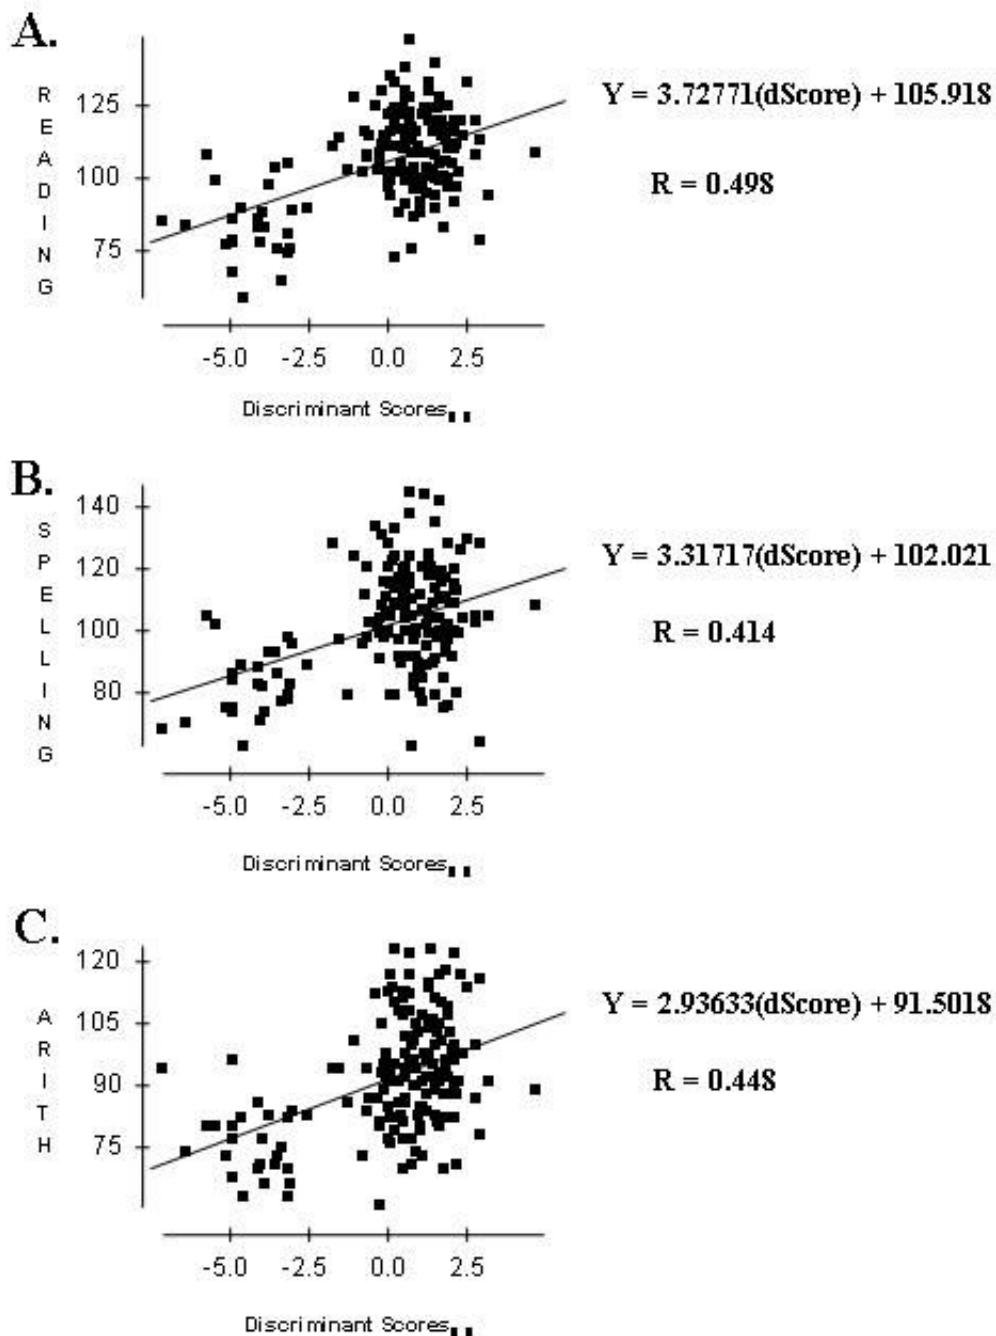 A.
READING
125
100
75
Y = 3.72771(dScore) + 105.918
R = 0.498
-5.0 -2.5 0.0 2.5
Discriminant Scores
B.
SPELLING
140
120
100
80
Y = 3.31717(dScore) + 102.021
R = 0.414
-5.0 -2.5 0.0 2.5
Discriminant Scores
C.
ARITH
120
105
90
75
Y = 2.93633(dScore) + 91.5018
R = 0.448
-5.0 -2.5 0.0 2.5
Discriminant Scores